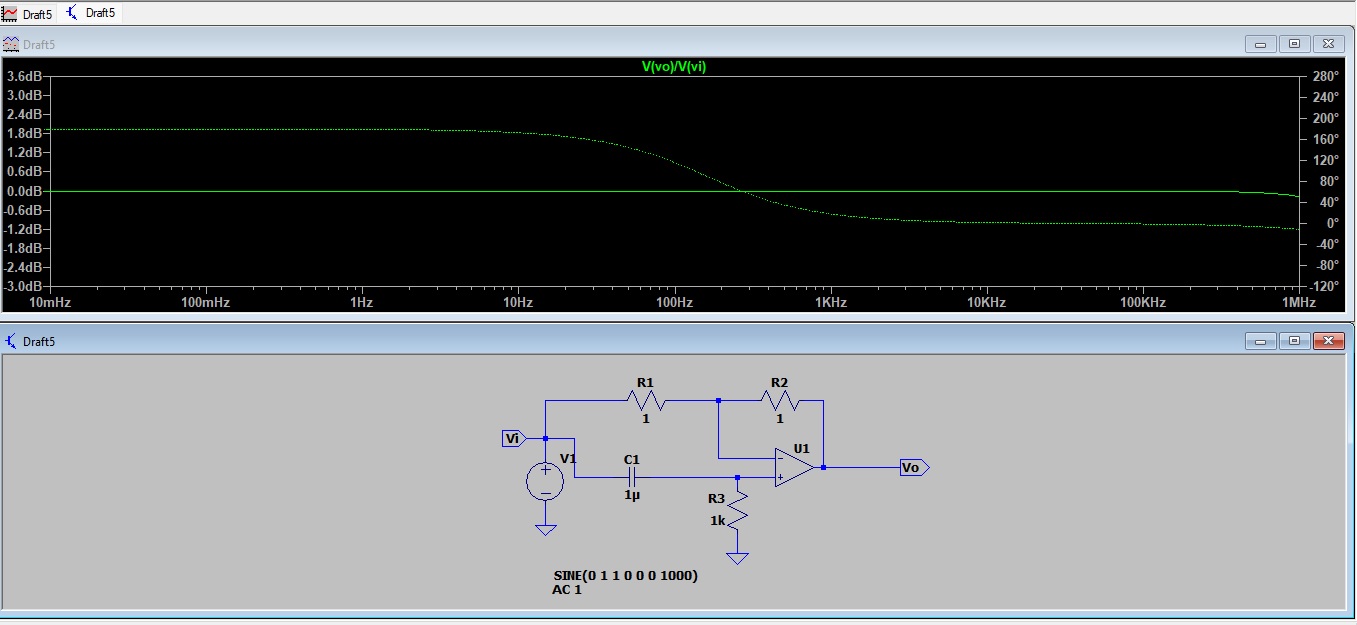 Draft5 Draft5
Draft5
V(vo)/V(vi)
3.6dB 280°
3.0dB 240°
2.4dB 200°
1.8dB 160°
1.2dB 120°
0.6dB 80°
0.0dB 40°
-0.6dB 0°
-1.2dB -40°
-1.8dB -80°
-2.4dB -120°
-3.0dB
10mHz 100mHz 1Hz 10Hz 100Hz 1KHz 10KHz 100KHz 1MHz
Draft5
R1 R2
1 1
Vi
V1
C1
1µ
U1
Vo
R3
1k
SINE(0 1 1 0 0 0 1000)
AC 1